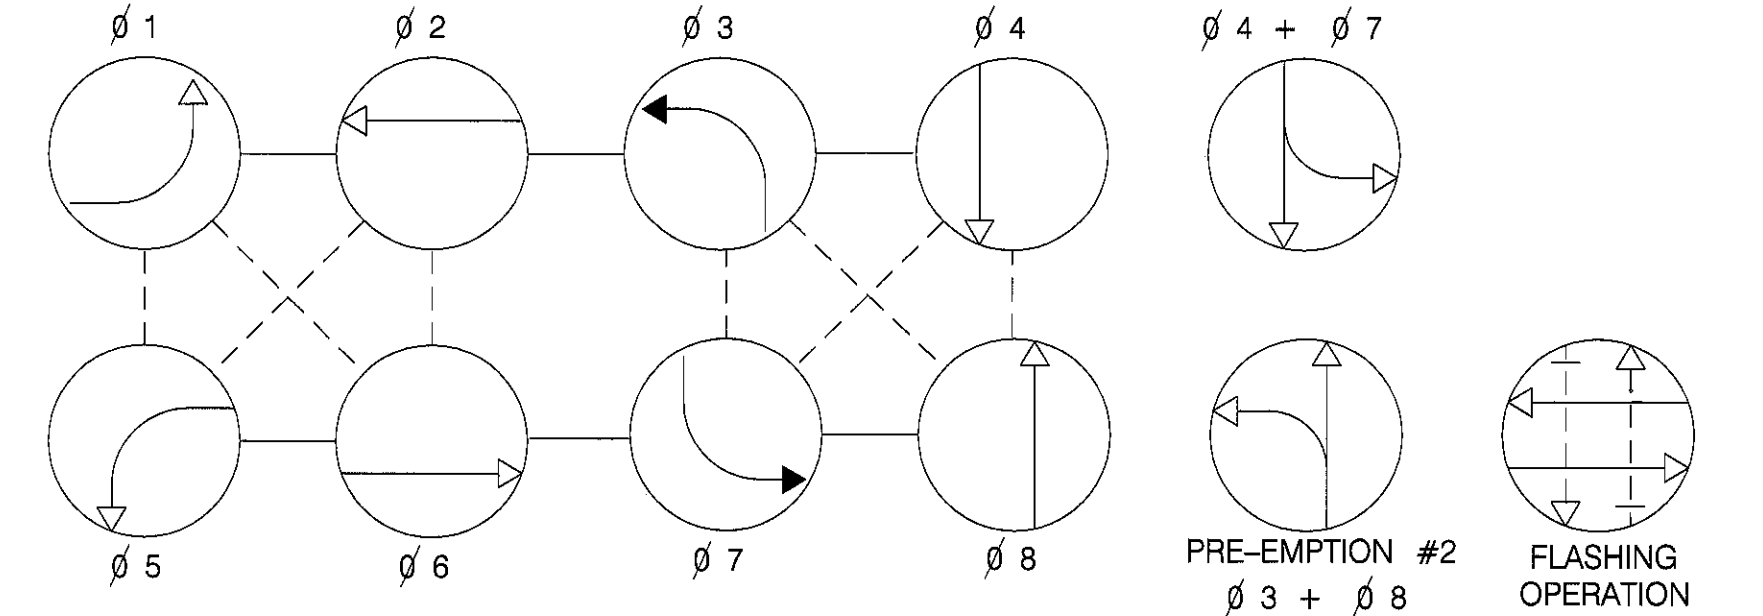 Ø 1
Ø 2
Ø 3
Ø 4
Ø 4 + Ø 7
Ø 5
Ø 6
Ø 7
Ø 8
PRE–EMPTION #2
Ø 3 + Ø 8
FLASHING
OPERATION